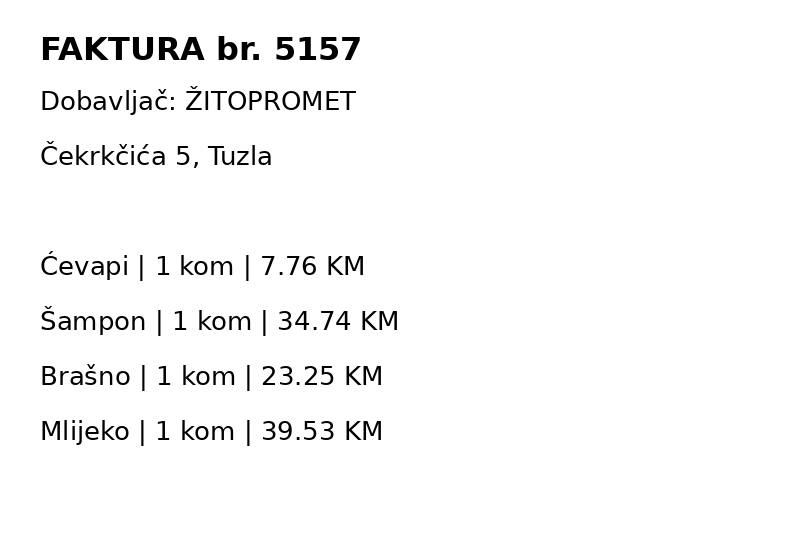 FAKTURA br. 5157
Dobavljač: ŽITOPROMET
Čekrkčića 5, Tuzla
Ćevapi | 1 kom | 7.76 KM
Šampon | 1 kom | 34.74 KM
Brašno | 1 kom | 23.25 KM
Mlijeko | 1 kom | 39.53 KM